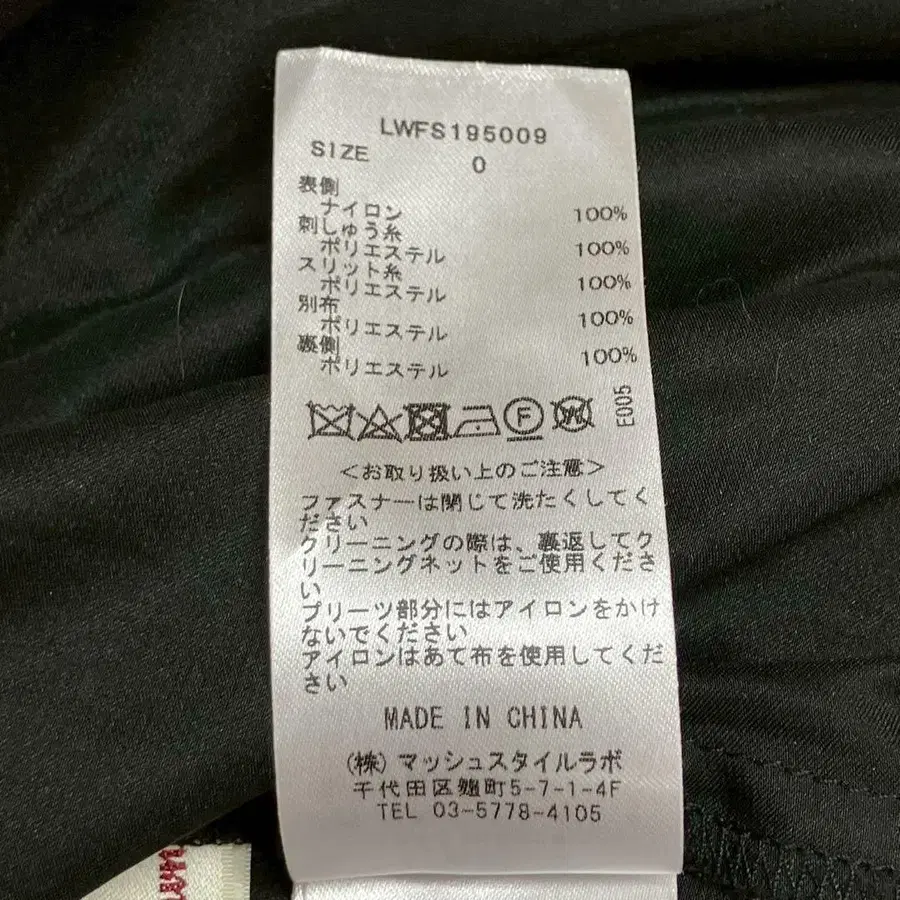 LWFS195009
SIZE 0
表側
ナイロン 100%
刺しゅう糸
ポリエステル 100%
スリット糸
ポリエステル 100%
別布
ポリエステル 100%
裏側
ポリエステル 100%
F W E005
<お取り扱い上のご注意>
ファスナーは閉じて洗たくしてく
ださい
クリーニングの際は、裏返してク
リーニングネットをご使用くださ
い
プリーツ部分にはアイロンをかけ
ないでください
アイロンはあて布を使用してくだ
さい
MADE IN CHINA
(株)マッシュスタイルラボ
千代田区麹町5-7-1-4F
TEL 03-5778-4105